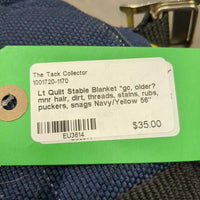 The Tack Collector
1001720-1170
Lt Quilt Stable Blanket "gc, older?
mnr hair, dirt, threads, stains, rubs,
puckers, snags Navy/Yellow 56"
$35.00
EU3614